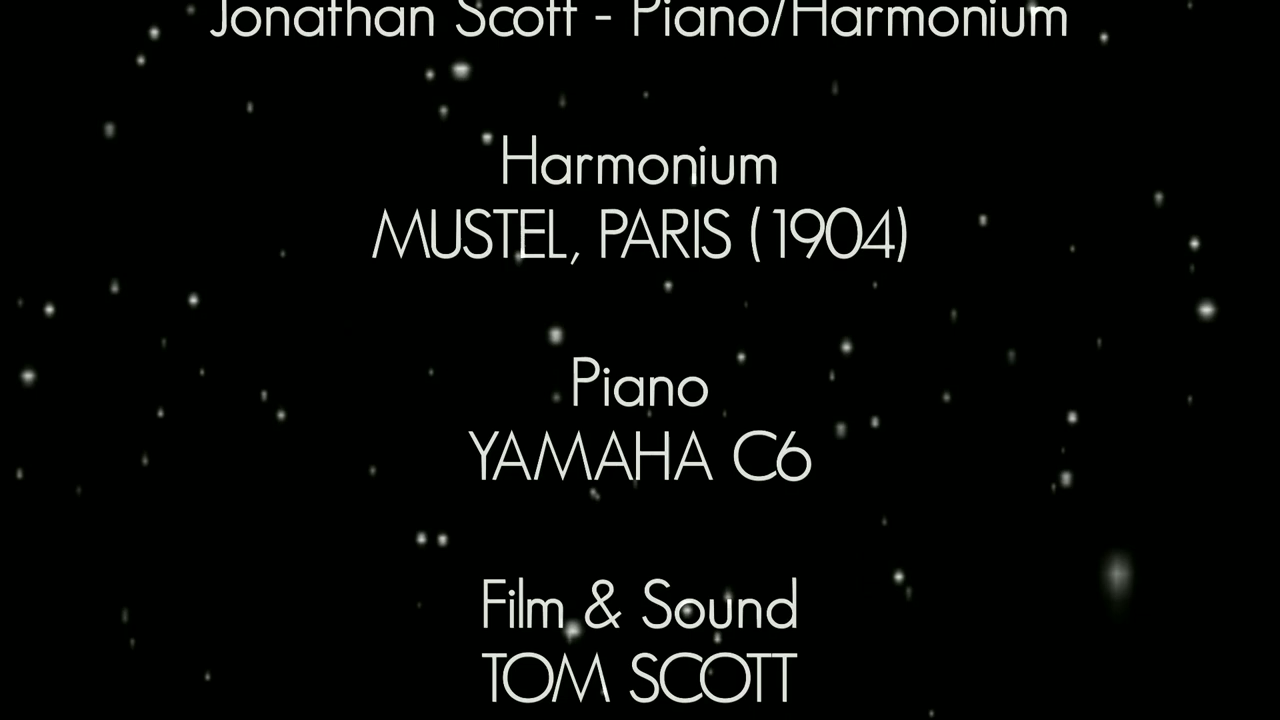 Jonathan Scott - Piano/Harmonium
Harmonium
MUSTEL, PARIS (1904)
Piano
YAMAHA C6
Film & Sound
TOM SCOTT